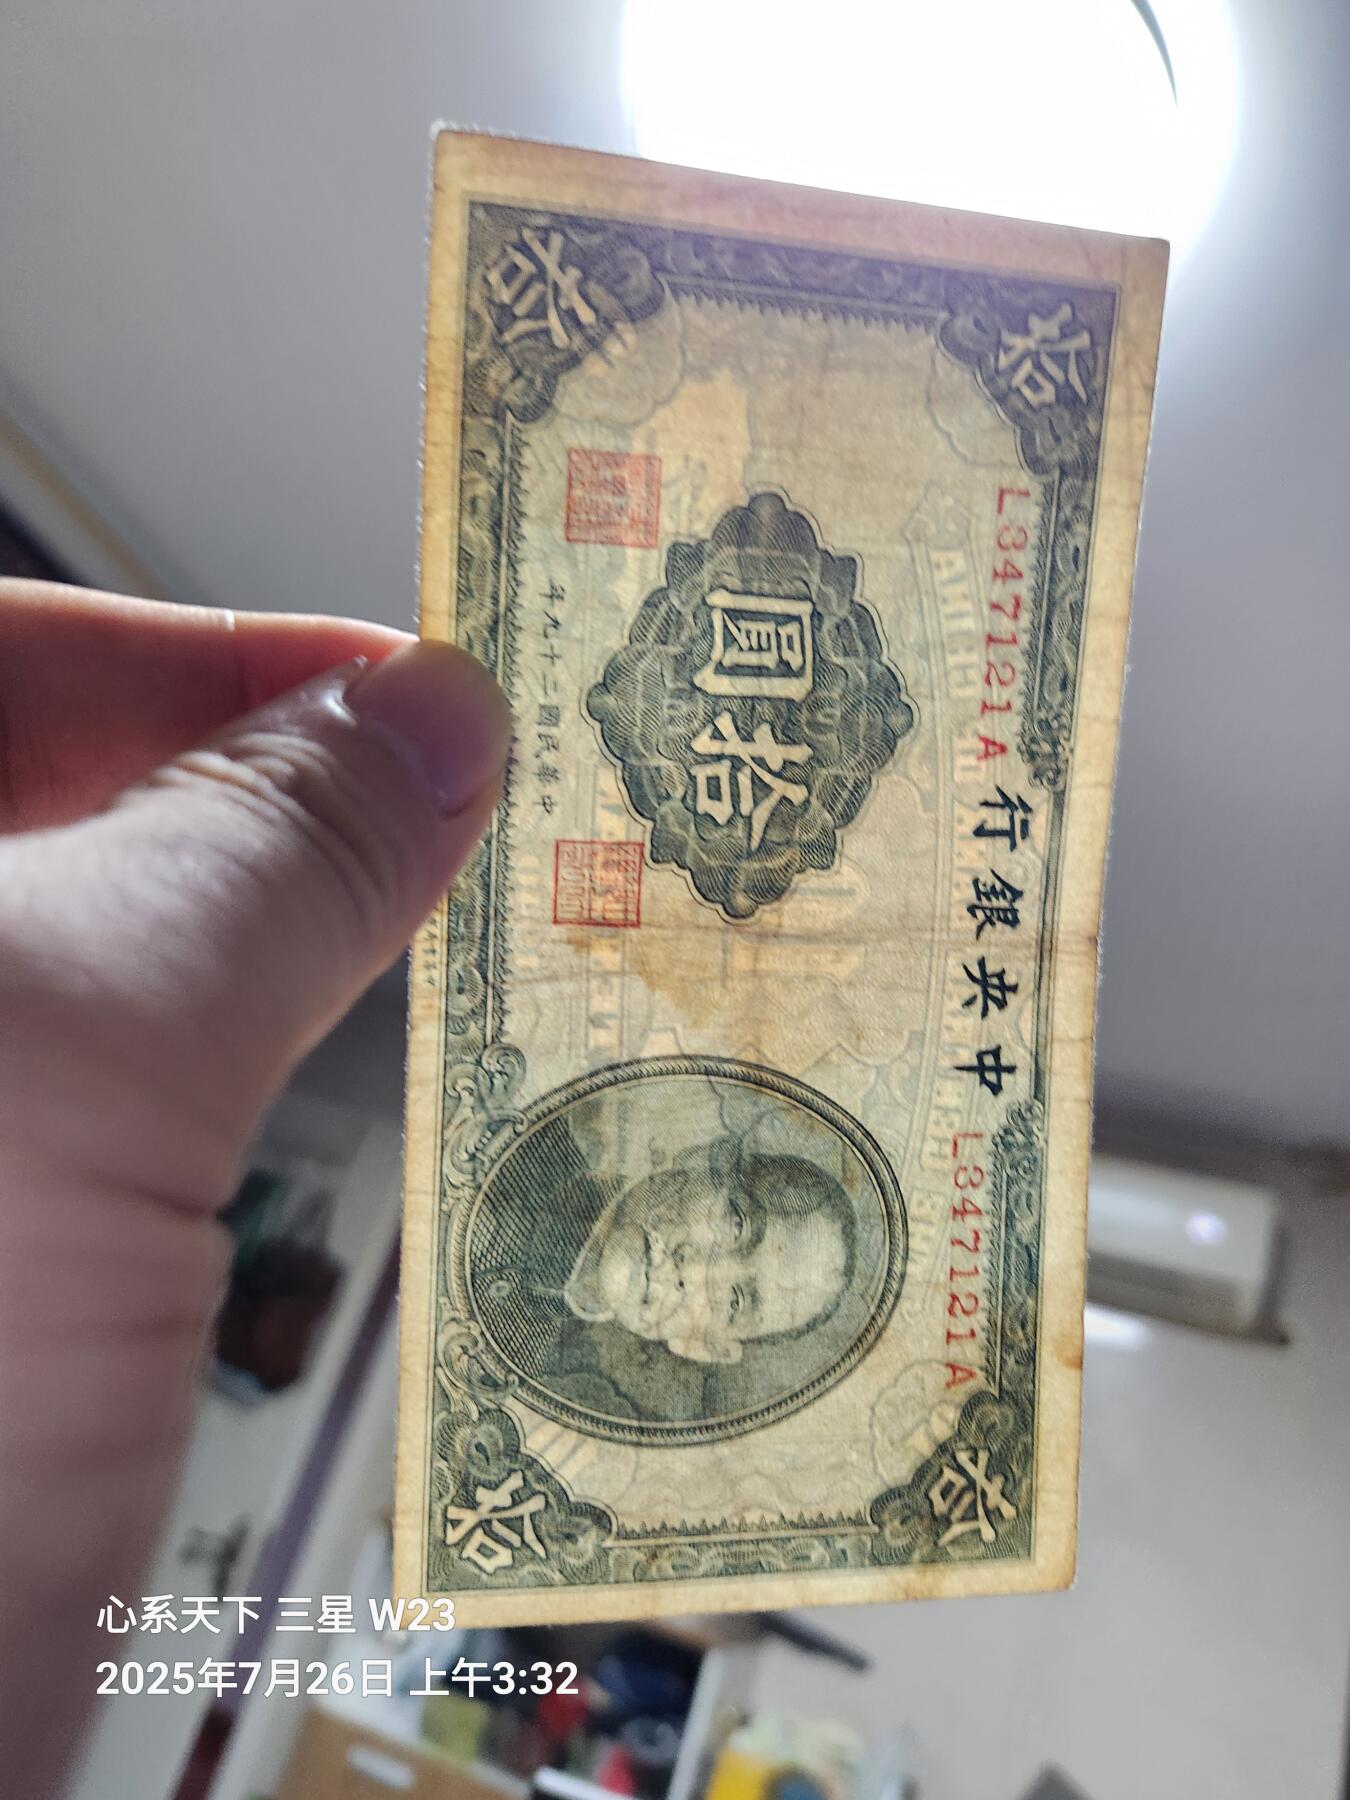 中央銀行
L347121A
L347121A
拾圓
中華民國二十九年
拾
拾
拾
拾
心系天下 三星 W23
2025年7月26日 上午3:32